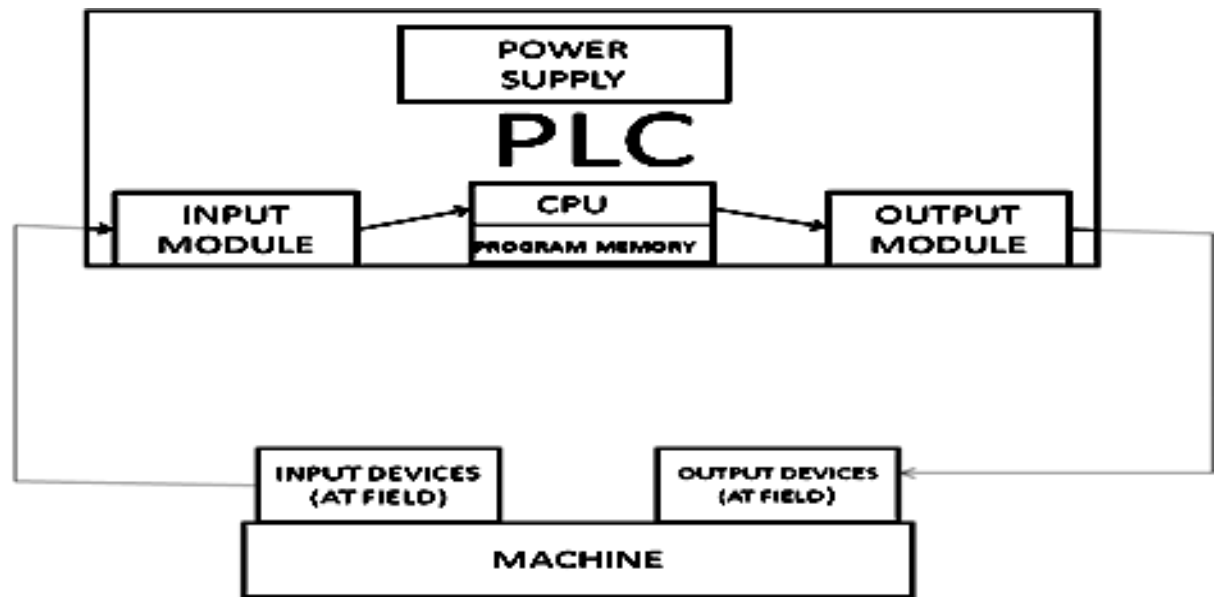 POWER
SUPPLY
PLC
INPUT
MODULE
CPU
PROGRAM MEMORY
OUTPUT
MODULE
INPUT DEVICES
(AT FIELD)
OUTPUT DEVICES
(AT FIELD)
MACHINE